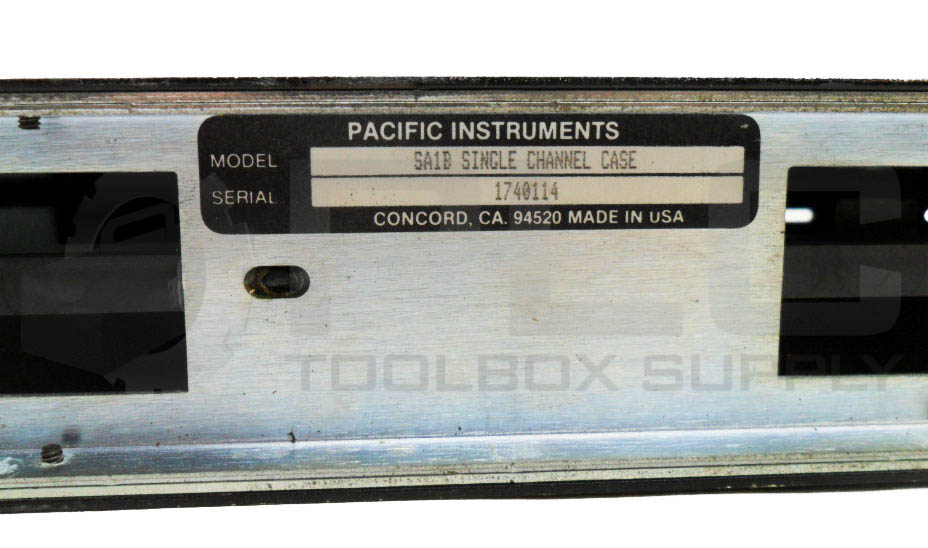 PACIFIC INSTRUMENTS
MODEL SA1B SINGLE CHANNEL CASE
SERIAL 1740114
CONCORD, CA. 94520 MADE IN USA
TOOLBOX SUPPLY